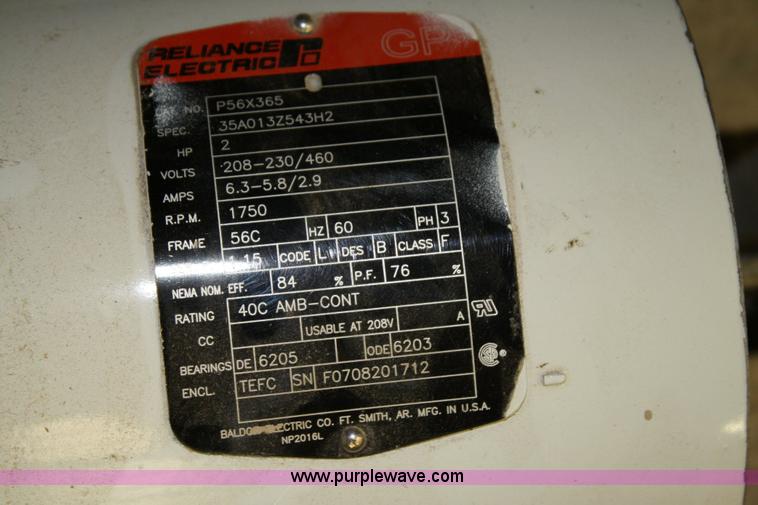 RELIANCE
ELECTRIC
GP
CAT. NO. P56X365
SPEC. 35A013Z543H2
HP 2
VOLTS 208-230/460
AMPS 6.3-5.8/2.9
R.P.M. 1750
FRAME 56C HZ 60 PH 3
1.15 CODE L DES B CLASS F
NEMA NOM. EFF. 84 % P.F. 76 %
RATING 40C AMB-CONT
CC USABLE AT 208V A
BEARINGS DE 6205 ODE 6203
ENCL. TEFC SN F0708201712
BALDOR ELECTRIC CO. FT. SMITH, AR. MFG. IN U.S.A.
NP2016L
www.purplewave.com